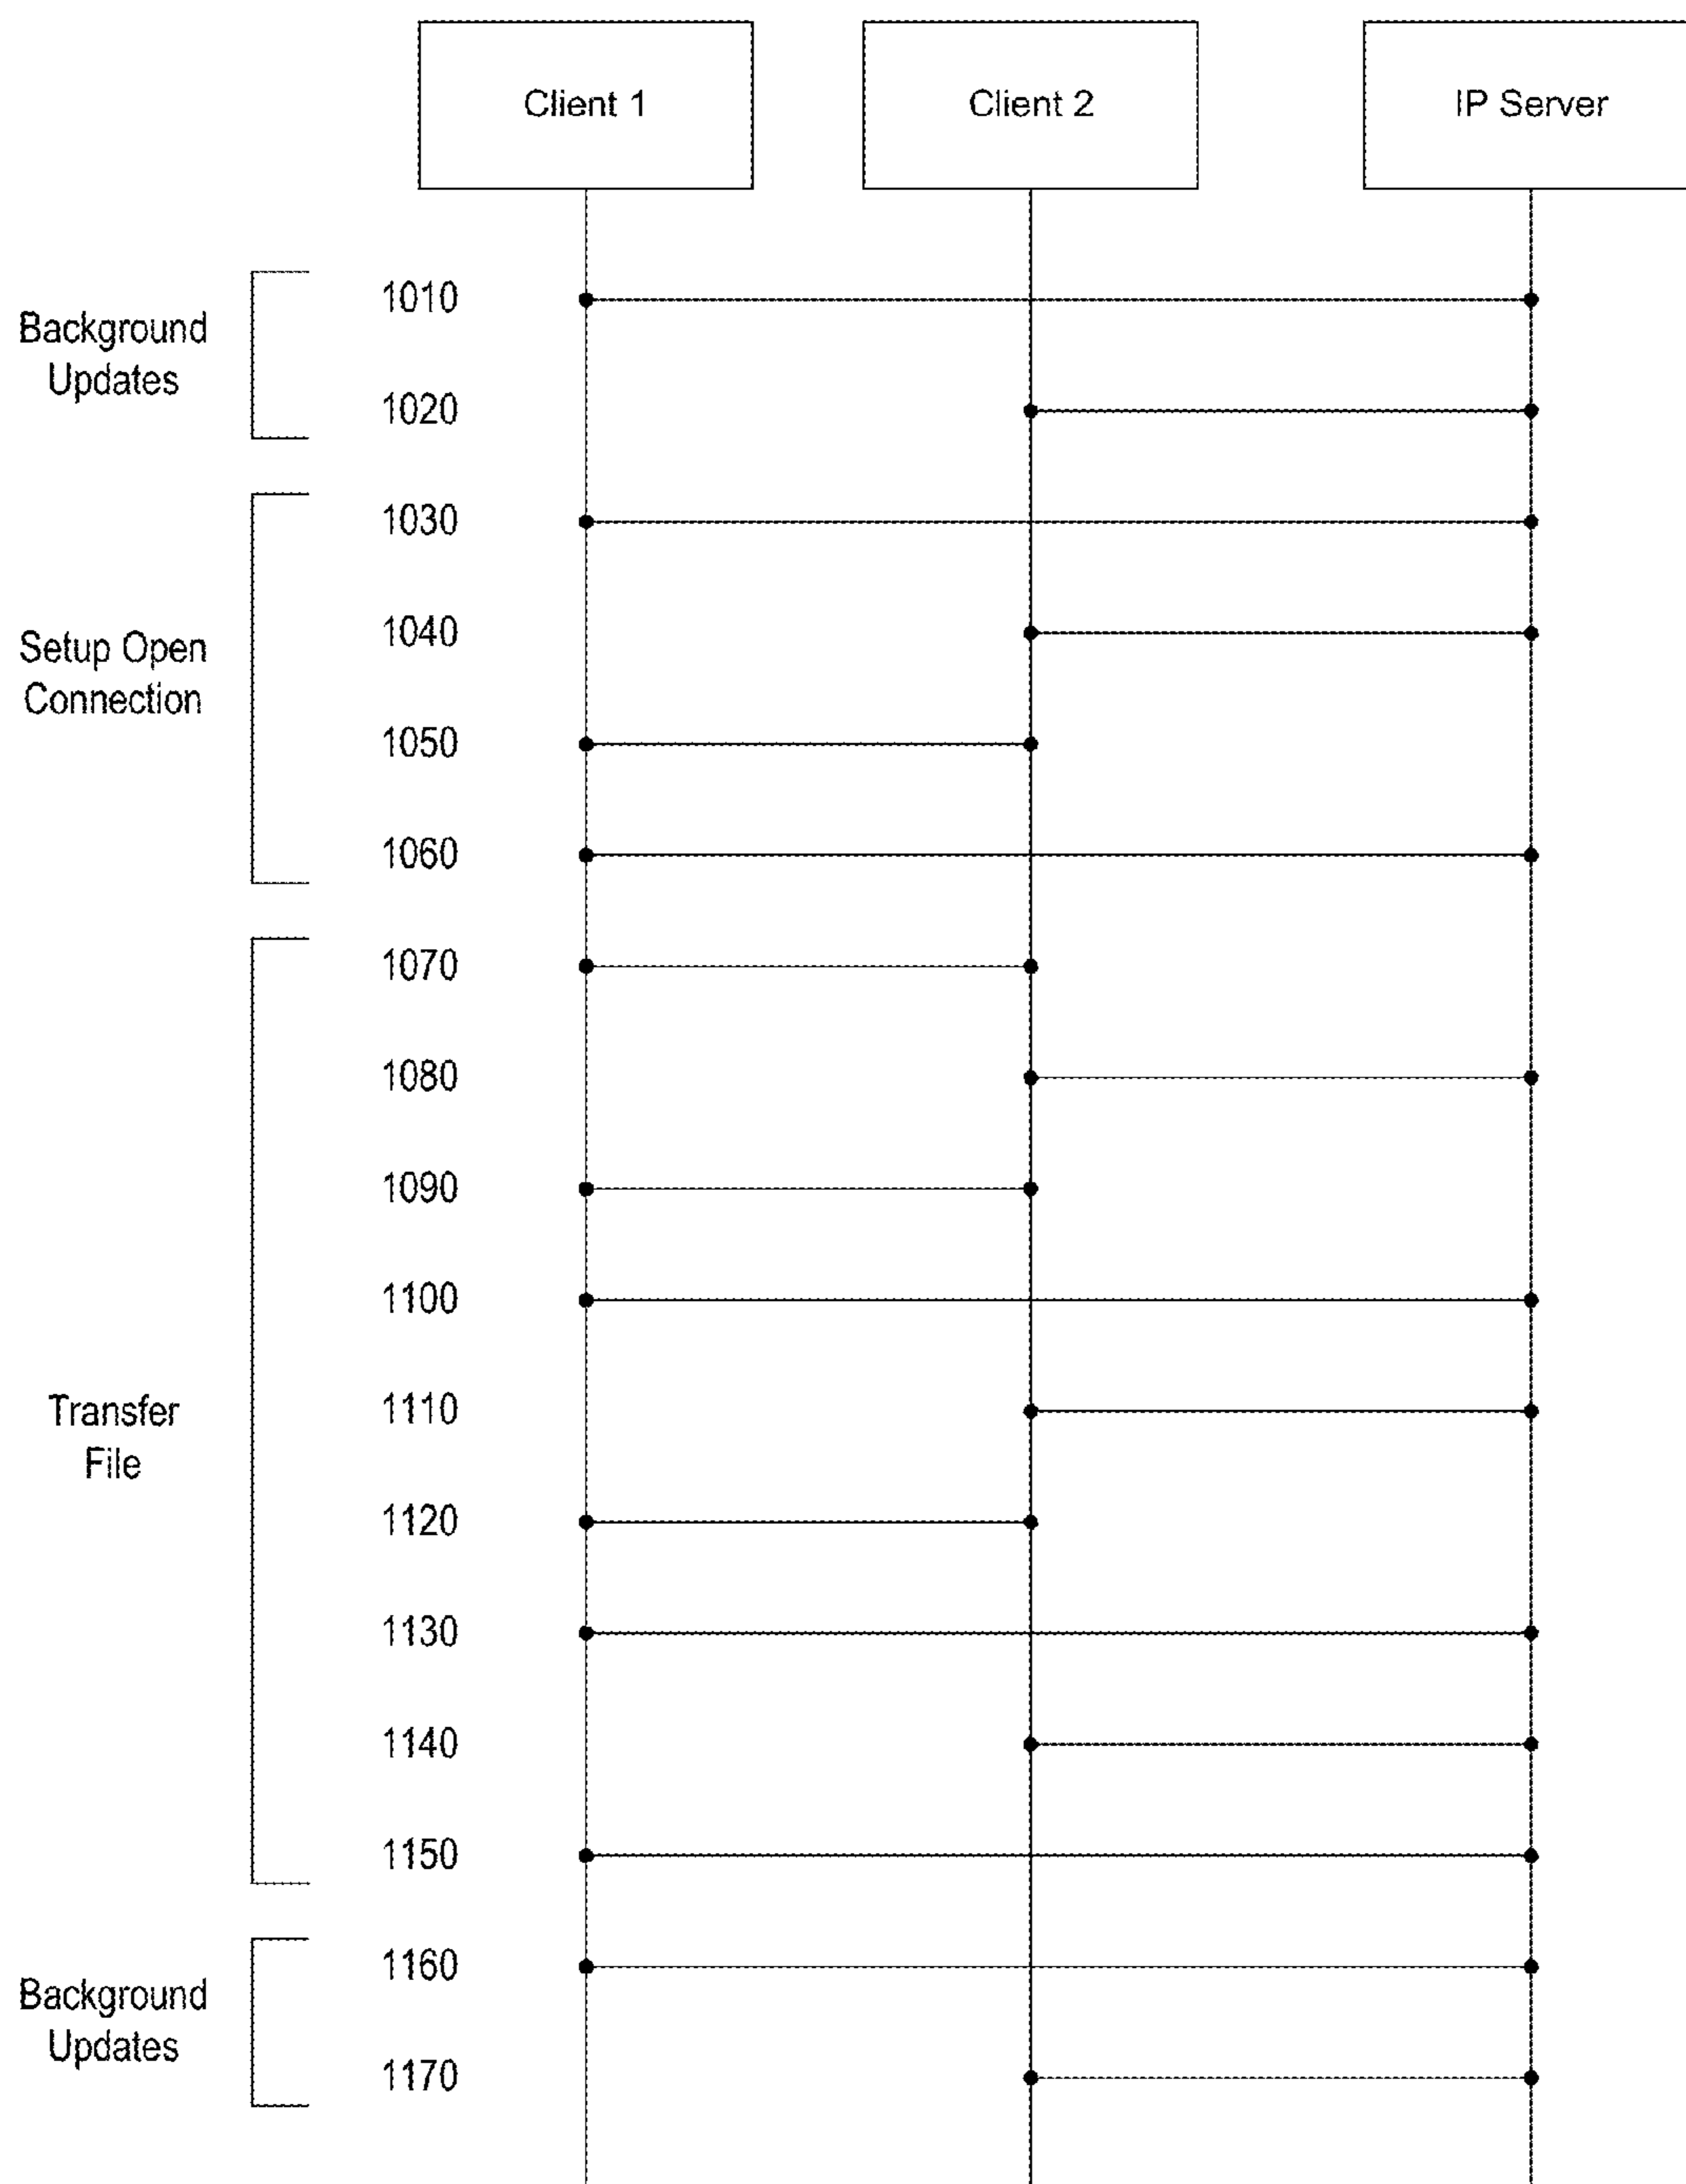 Client 1
Client 2
IP Server
Background
Updates
1010
1020
Setup Open
Connection
1030
1040
1050
1060
Transfer
File
1070
1080
1090
1100
1110
1120
1130
1140
1150
Background
Updates
1160
1170